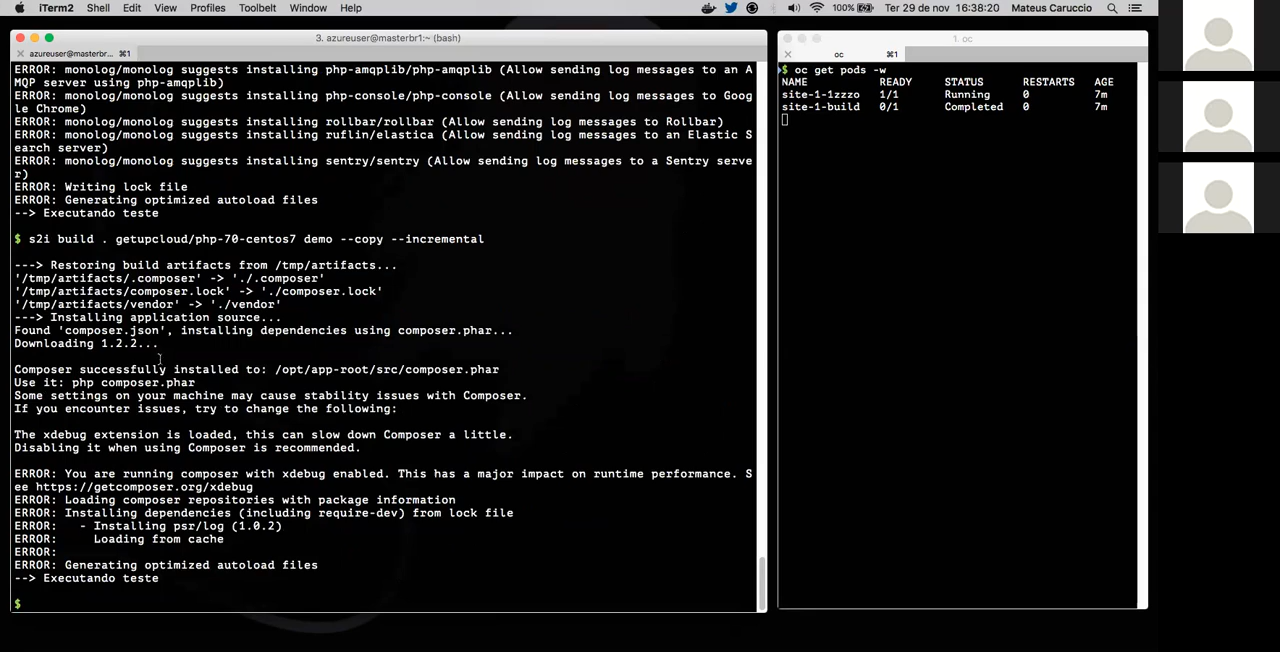 iTerm2 Shell Edit View Profiles Toolbelt Window Help 100% Ter 29 de nov 16:38:20 Mateus Caruccio
3. azureuser@masterbr1:~ (bash)
azureuser@masterbr... ⌘1
ERROR: monolog/monolog suggests installing php-amqplib/php-amqplib (Allow sending log messages to an A
MQP server using php-amqplib)
ERROR: monolog/monolog suggests installing php-console/php-console (Allow sending log messages to Goog
le Chrome)
ERROR: monolog/monolog suggests installing rollbar/rollbar (Allow sending log messages to Rollbar)
ERROR: monolog/monolog suggests installing ruflin/elastica (Allow sending log messages to an Elastic S
earch server)
ERROR: monolog/monolog suggests installing sentry/sentry (Allow sending log messages to a Sentry serve
r)
ERROR: Writing lock file
ERROR: Generating optimized autoload files
--> Executando teste
$ s2i build . getupcloud/php-70-centos7 demo --copy --incremental
---> Restoring build artifacts from /tmp/artifacts...
'/tmp/artifacts/.composer' -> './.composer'
'/tmp/artifacts/composer.lock' -> './composer.lock'
'/tmp/artifacts/vendor' -> './vendor'
---> Installing application source...
Found 'composer.json', installing dependencies using composer.phar...
Downloading 1.2.2...
Composer successfully installed to: /opt/app-root/src/composer.phar
Use it: php composer.phar
Some settings on your machine may cause stability issues with Composer.
If you encounter issues, try to change the following:
The xdebug extension is loaded, this can slow down Composer a little.
Disabling it when using Composer is recommended.
ERROR: You are running composer with xdebug enabled. This has a major impact on runtime performance. S
ee https://getcomposer.org/xdebug
ERROR: Loading composer repositories with package information
ERROR: Installing dependencies (including require-dev) from lock file
ERROR:   - Installing psr/log (1.0.2)
ERROR:     Loading from cache
ERROR:
ERROR: Generating optimized autoload files
--> Executando teste
$
1. oc
oc ⌘1
$ oc get pods -w
NAME READY STATUS RESTARTS AGE
site-1-1zzzo 1/1 Running 0 7m
site-1-build 0/1 Completed 0 7m